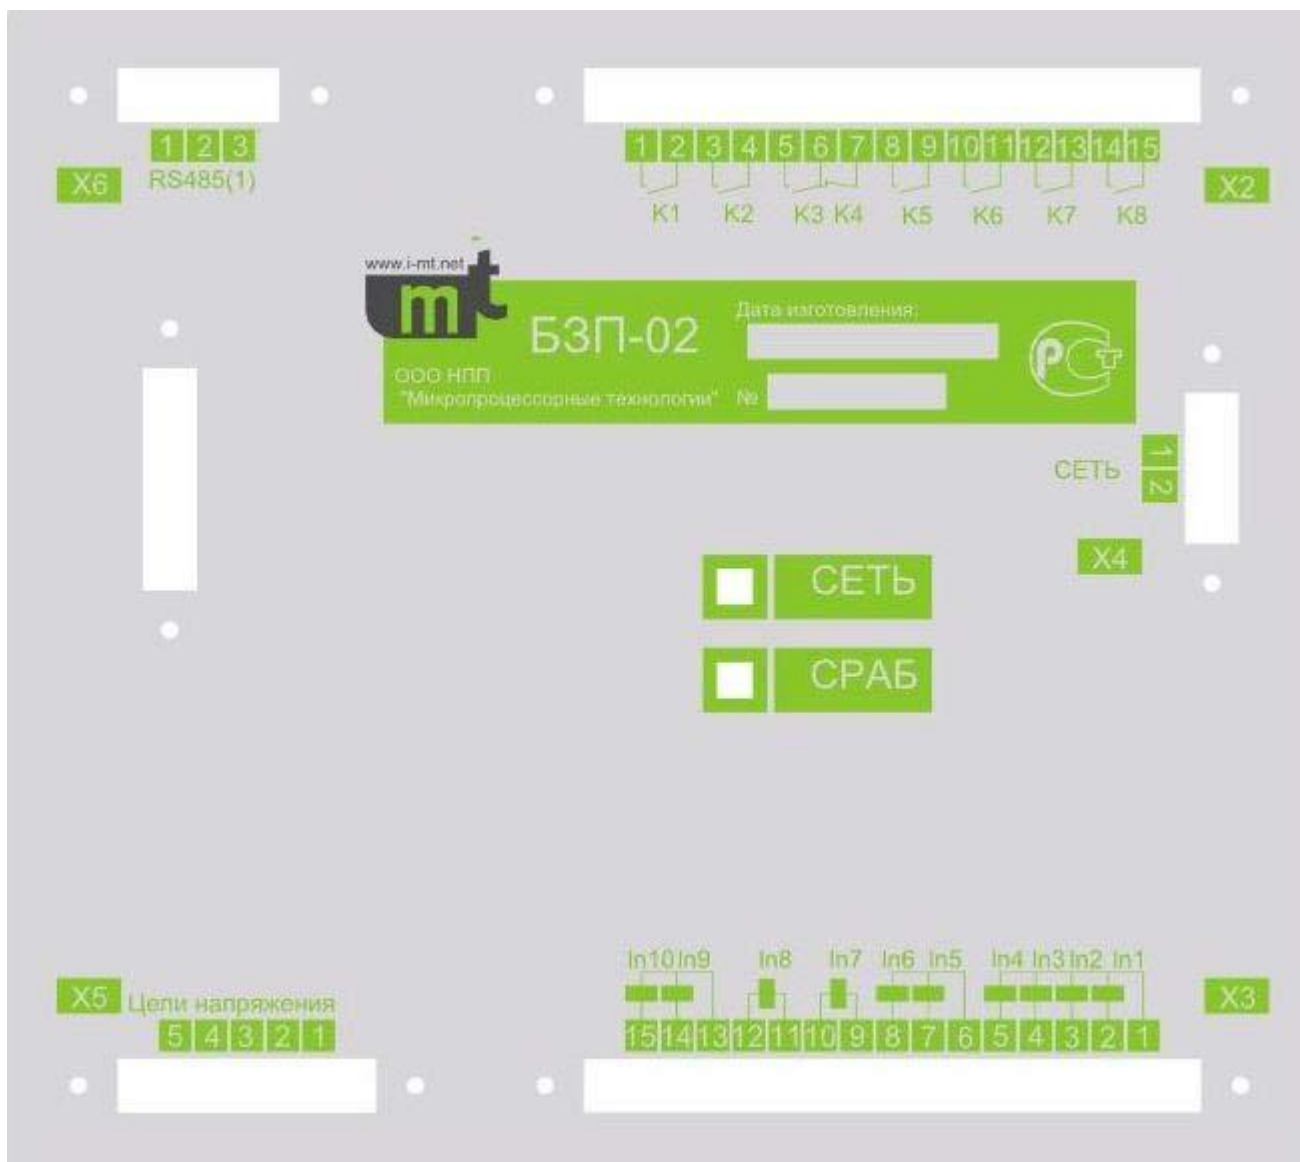 1 2 3
RS485(1)
X6
1 2 3 4 5 6 7 8 9 10 11 12 13 14 15
K1 K2 K3 K4 K5 K6 K7 K8
X2
www.i-mt.net
mt
БЗП-02
Дата изготовления:
ООО НПП
"Микропроцессорные технологии"
№
РСТ
СЕТЬ
1
2
X4
СЕТЬ
СРАБ
X5
Цепи напряжения
5 4 3 2 1
In10 In9 In8 In7 In6 In5 In4 In3 In2 In1
15 14 13 12 11 10 9 8 7 6 5 4 3 2 1
X3